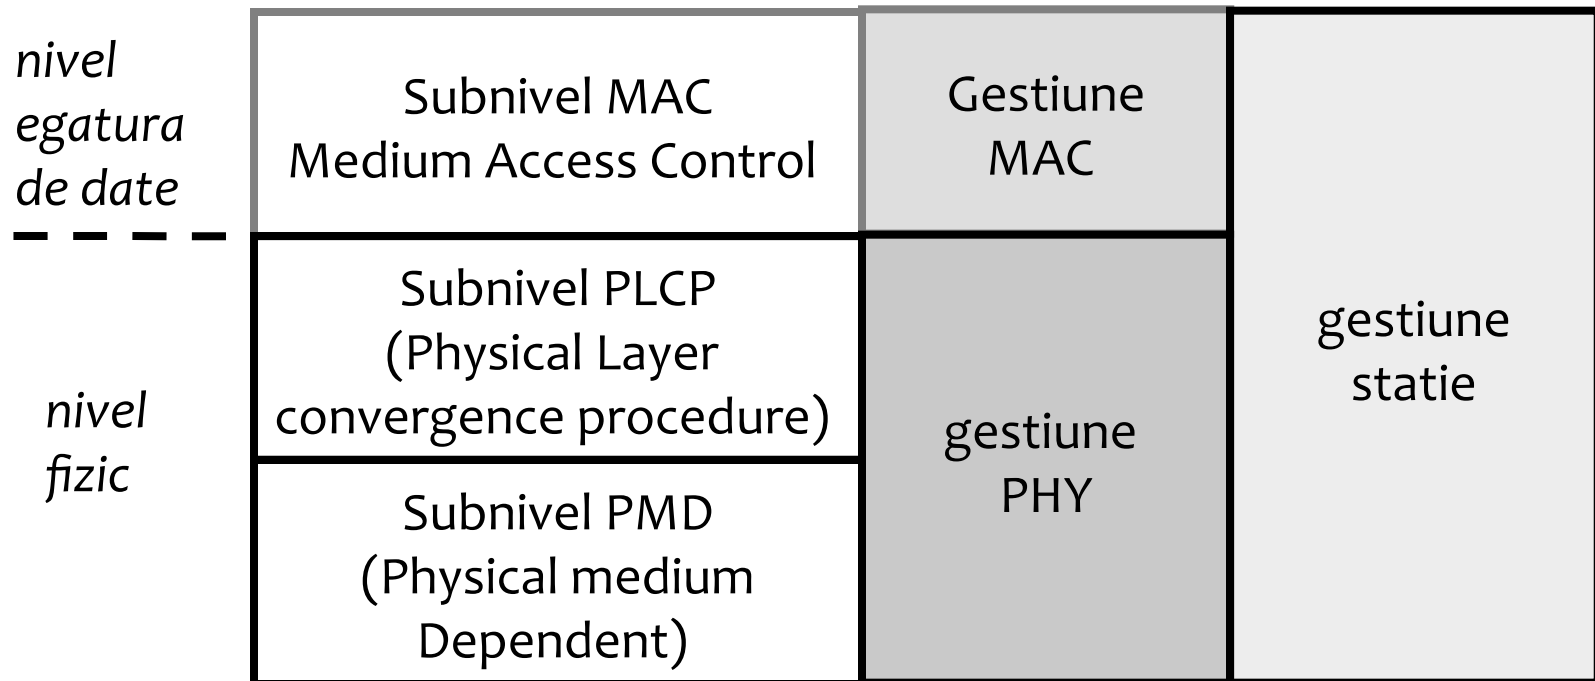 nivel
egatura
de date
Subnivel MAC
Medium Access Control
Gestiune
MAC
nivel
fizic
Subnivel PLCP
(Physical Layer
convergence procedure)
Subnivel PMD
(Physical medium
Dependent)
gestiune
PHY
gestiune
statie